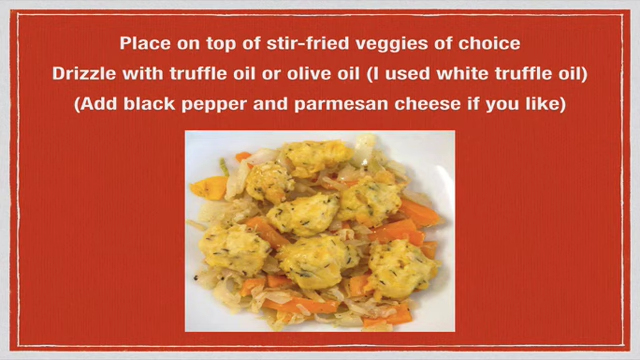 Place on top of stir-fried veggies of choice
Drizzle with truffle oil or olive oil (I used white truffle oil)
(Add black pepper and parmesan cheese if you like)